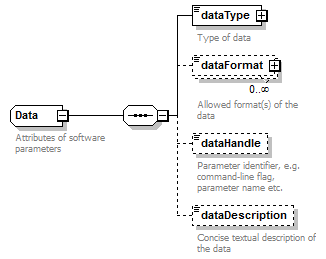 dataType
Type of data
dataFormat
0..∞
Allowed format(s) of the
data
Data
Attributes of software
parameters
dataHandle
Parameter identifier, e.g.
command-line flag,
parameter name etc.
dataDescription
Concise textual description of
the data